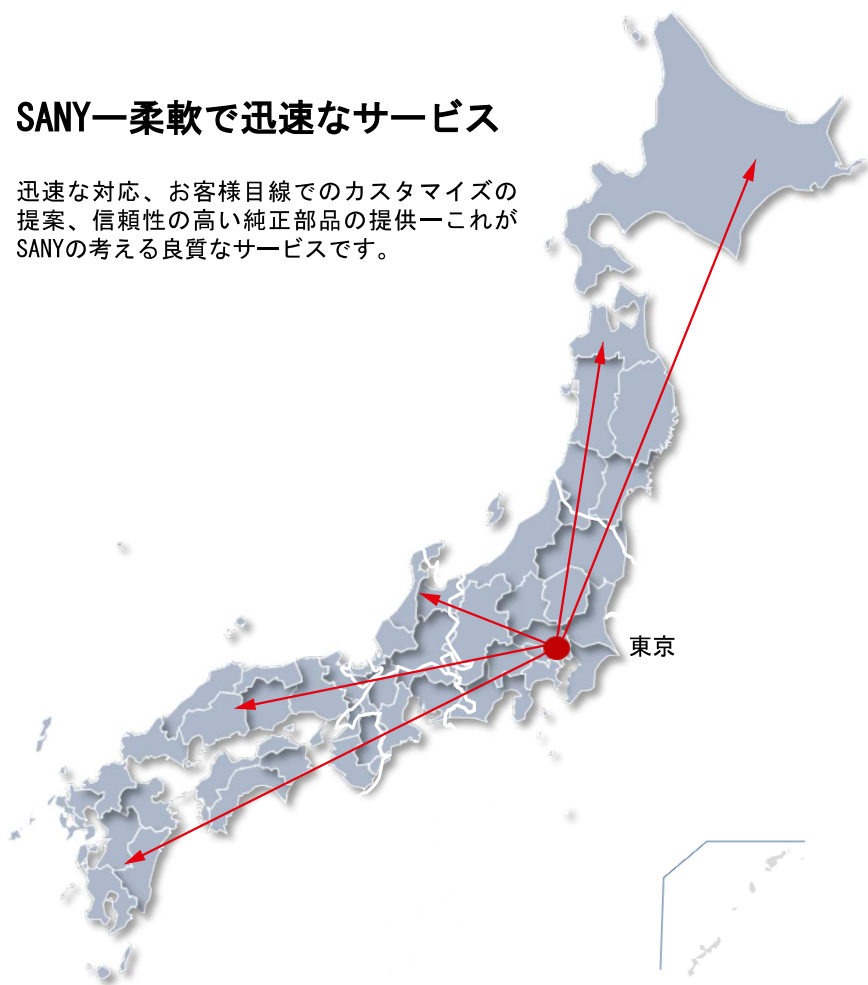 SANY一柔軟で迅速なサービス
迅速な対応、お客様目線でのカスタマイズの
提案、信頼性の高い純正部品の提供一これが
SANYの考える良質なサービスです。
東京